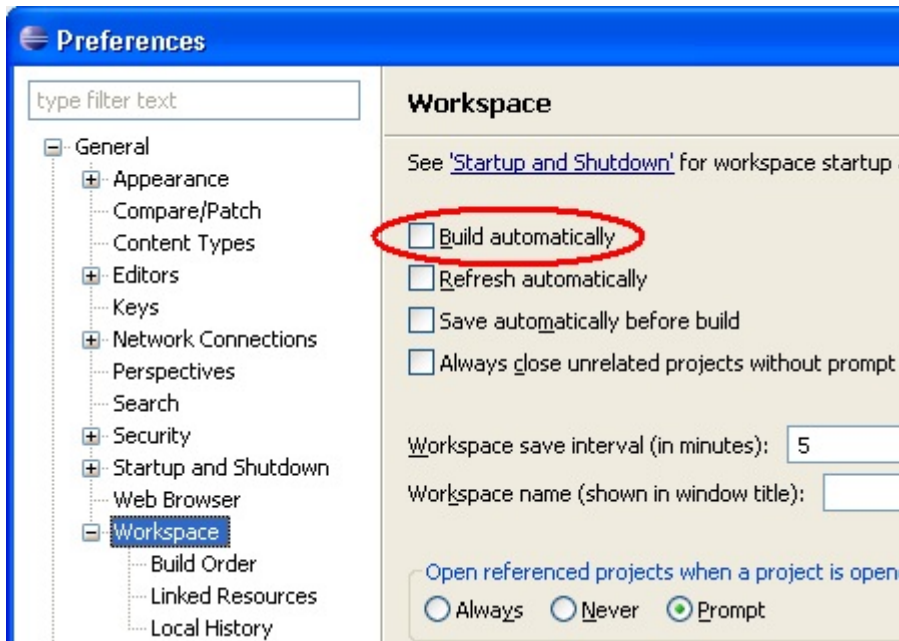 Preferences
type filter text
General
Appearance
Compare/Patch
Content Types
Editors
Keys
Network Connections
Perspectives
Search
Security
Startup and Shutdown
Web Browser
Workspace
Build Order
Linked Resources
Local History
Workspace
See 'Startup and Shutdown' for workspace startup
Build automatically
Refresh automatically
Save automatically before build
Always close unrelated projects without prompt
Workspace save interval (in minutes): 5
Workspace name (shown in window title):
Open referenced projects when a project is
Always Never Prompt